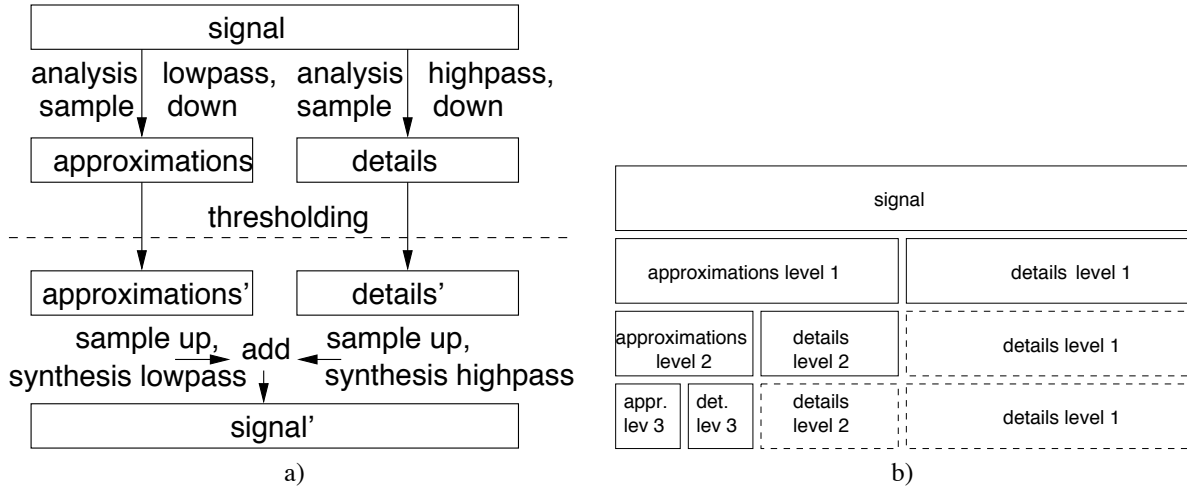 signal
analysis lowpass, analysis highpass,
sample down sample down
approximations details
thresholding
approximations' details'
sample up, add sample up,
synthesis lowpass synthesis highpass
signal'
a)
signal
approximations level 1 details level 1
approximations level 2 details level 2 details level 1
appr. lev 3 det. lev 3 details level 2 details level 1
b)